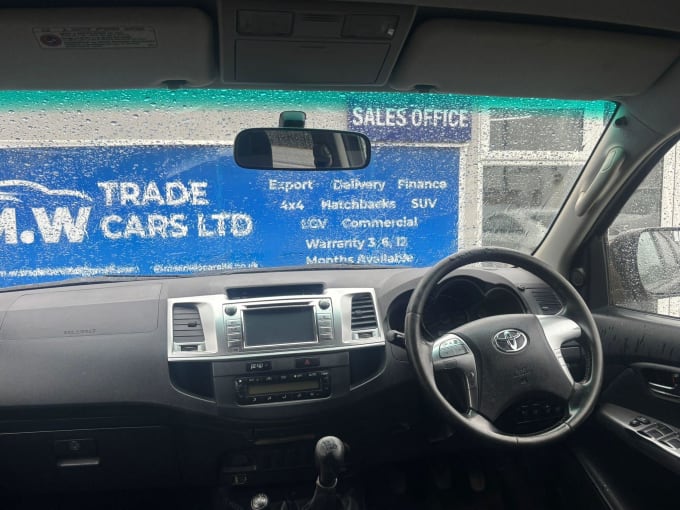 SALES OFFICE
M.W TRADE
CARS LTD
Export Delivery Finance
4x4 Hatchbacks SUV
LCV Commercial
Warranty 3, 6, 12
Months Available